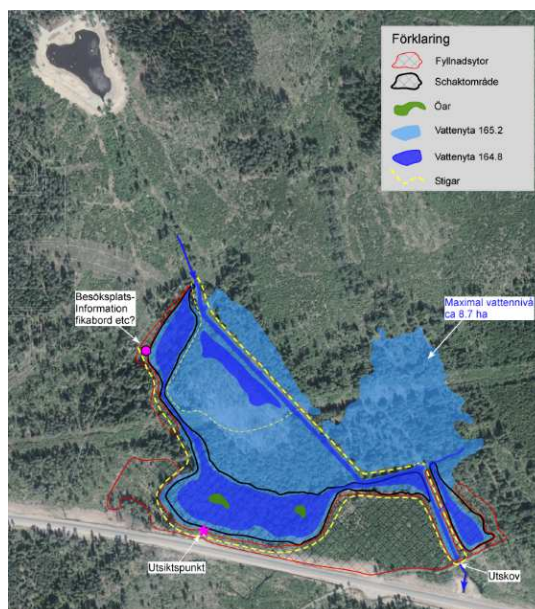 Förklaring
Fyllnadsytor
Schaktområde
Öar
Vattenyta 165.2
Vattenyta 164.8
Stigar
Besöksplats-
Information
fikabord etc?
Maximal vattennivå
ca 8.7 ha
Utsiktspunkt
Utskov